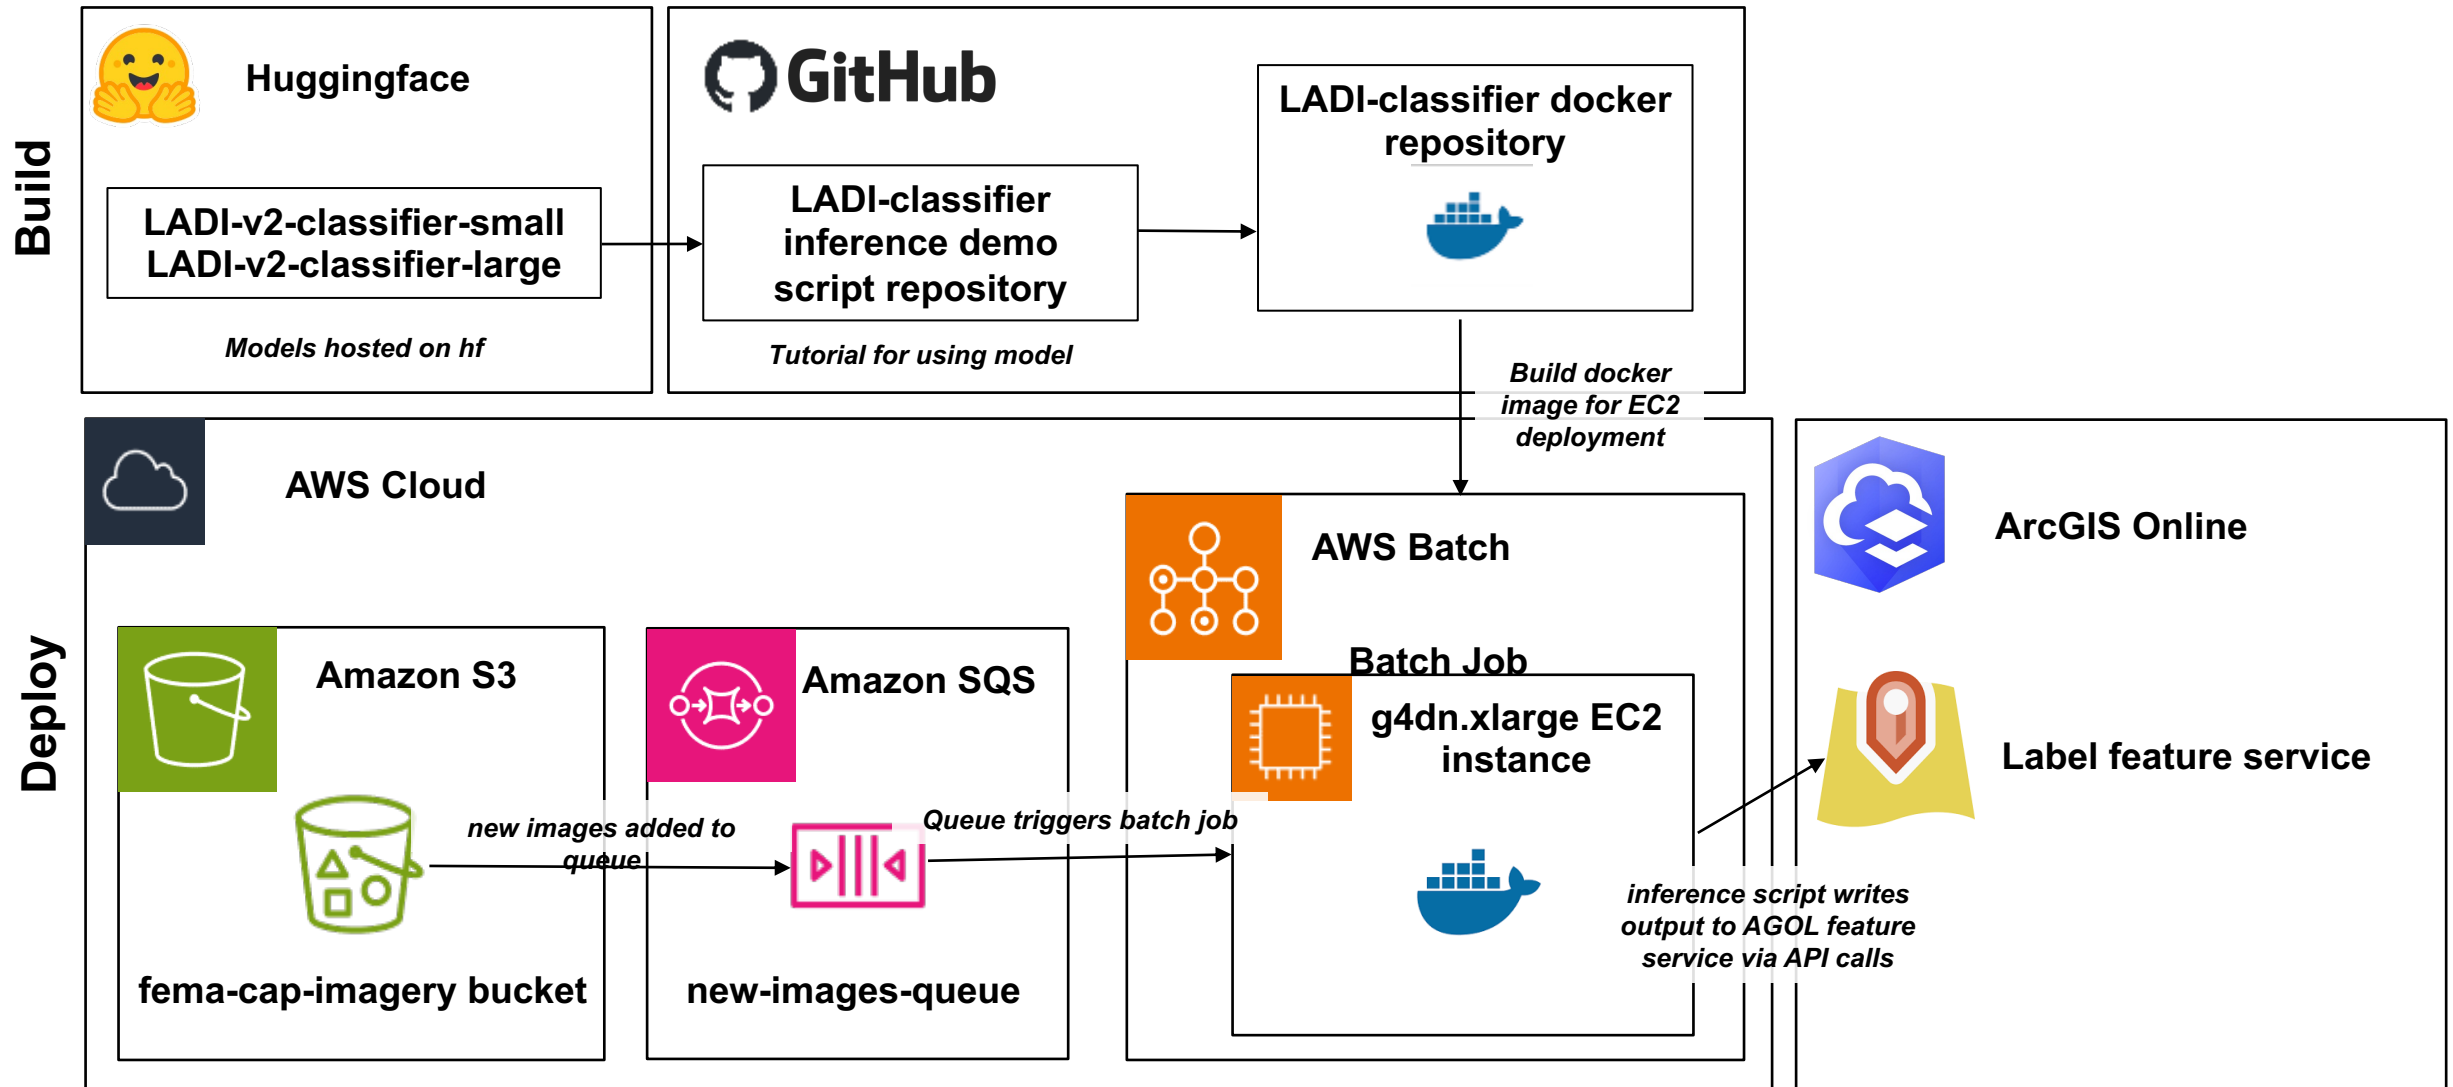 Build
Huggingface
LADI-v2-classifier-small
LADI-v2-classifier-large
Models hosted on hf
GitHub
LADI-classifier
inference demo
script repository
Tutorial for using model
LADI-classifier docker
repository
Build docker
image for EC2
deployment
Deploy
AWS Cloud
Amazon S3
new images added to
queue
fema-cap-imagery bucket
Amazon SQS
Queue triggers batch job
new-images-queue
AWS Batch
Batch Job
g4dn.xlarge EC2
instance
inference script writes
output to AGOL feature
service via API calls
ArcGIS Online
Label feature service